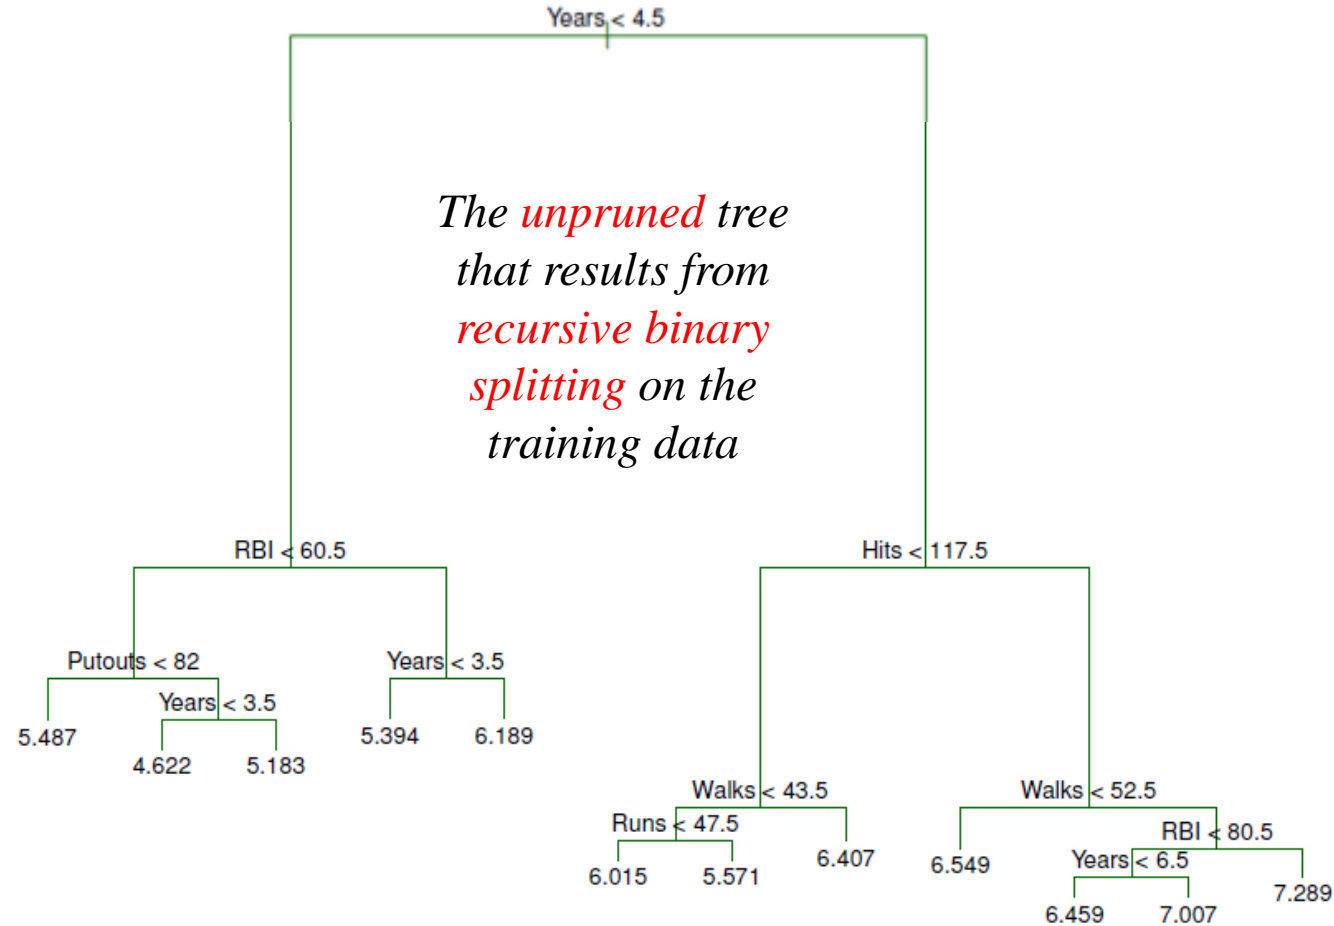 Years < 4.5
The unpruned tree
that results from
recursive binary
splitting on the
training data
RBI < 60.5
Hits < 117.5
Putouts < 82
Years < 3.5
Years < 3.5
5.487
4.622
5.183
5.394
6.189
Walks < 43.5
Walks < 52.5
Runs < 47.5
RBI < 80.5
6.015
5.571
6.407
6.549
Years < 6.5
7.289
6.459
7.007